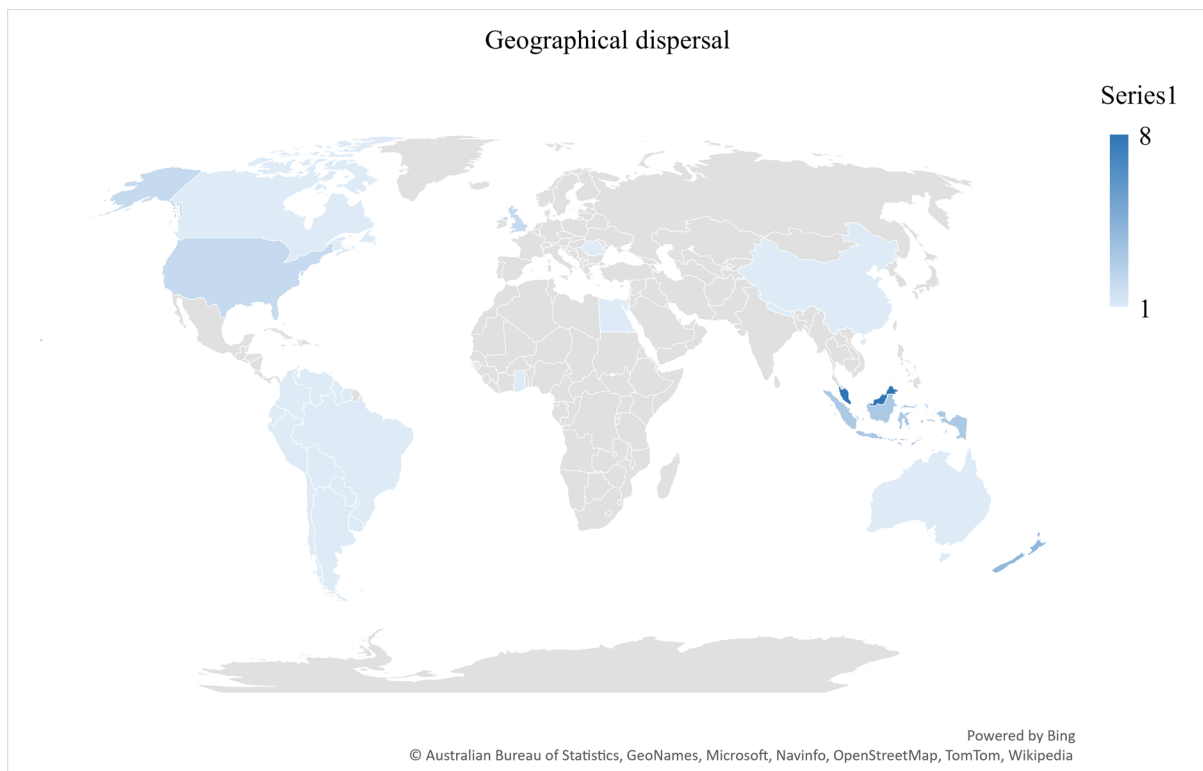 Geographical dispersal
Series1
8
1
Powered by Bing
© Australian Bureau of Statistics, GeoNames, Microsoft, Navinfo, OpenStreetMap, TomTom, Wikipedia